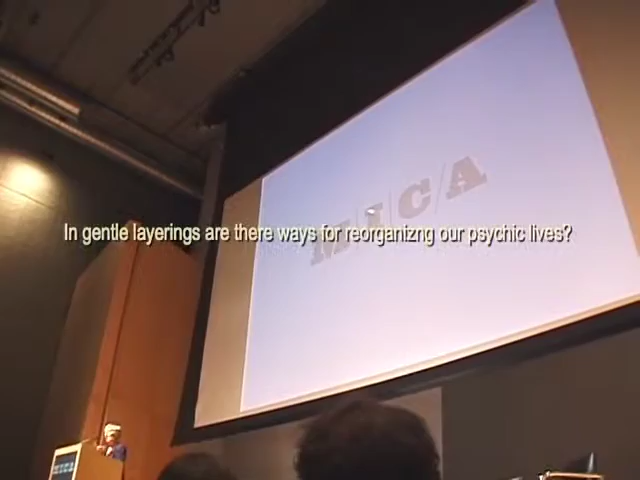 M|I|C|A
In gentle layerings are there ways for reorganizng our psychic lives?
MICA